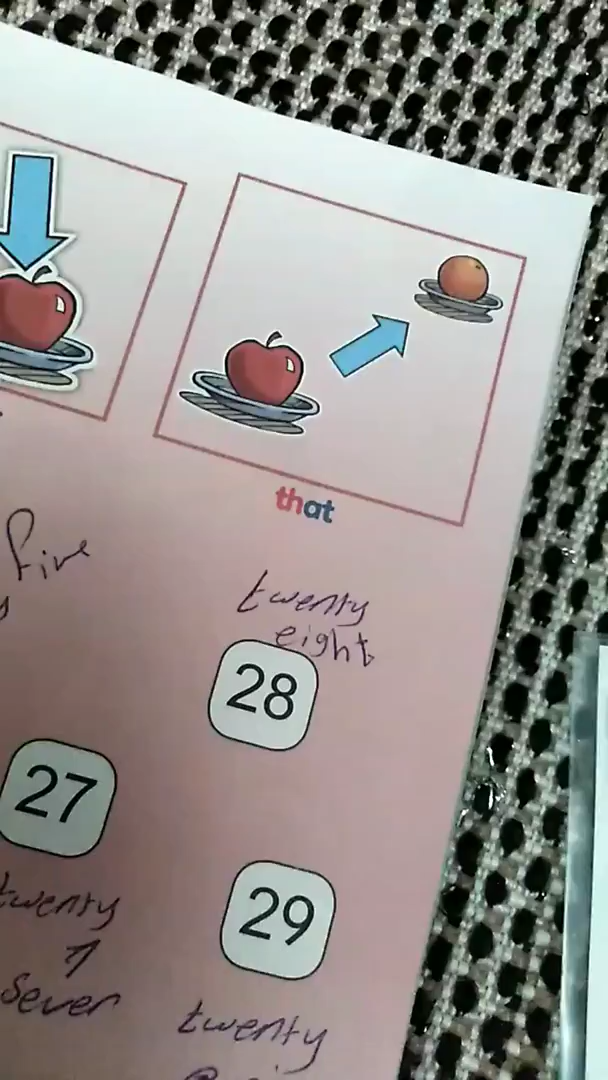 that
five
twenty
eight
28
27
29
twenty
seven
twenty